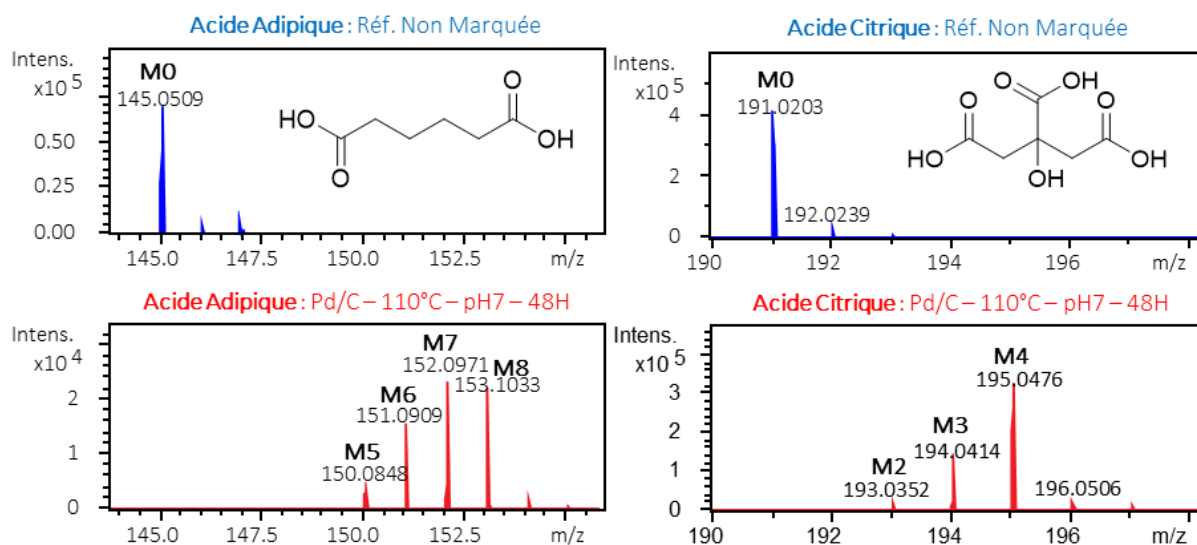 Acide Adipique : Réf. Non Marquée
Intens.
x10 5
M0
145.0509
0.50
0.25
0.00
HO
O
O
OH
145.0 147.5 150.0 152.5 m/z
Acide Citrique : Réf. Non Marquée
Intens.
x10 5
M0
191.0203
4
2
0
192.0239
O
OH
O
O
HO
OH
OH
190 192 194 196 m/z
Acide Adipique : Pd/C – 110°C – pH7 – 48H
Intens.
x10 4
2
1
0
M5
150.0848
M6
151.0909
M7
152.0971
M8
153.1033
145.0 147.5 150.0 152.5 m/z
Acide Citrique : Pd/C – 110°C – pH7 – 48H
Intens.
x10 5
3
2
1
0
M2
193.0352
M3
194.0414
M4
195.0476
196.0506
190 192 194 196 m/z